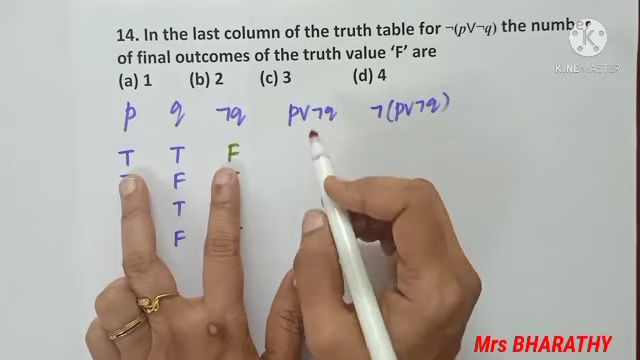 14. In the last column of the truth table for ¬(p∨¬q) the number
of final outcomes of the truth value ‘F’ are
(a) 1 (b) 2 (c) 3 (d) 4
p q ¬q p∨¬q ¬(p∨¬q)
T T F
F
T
F
KINEMASTER
Mrs BHARATHY